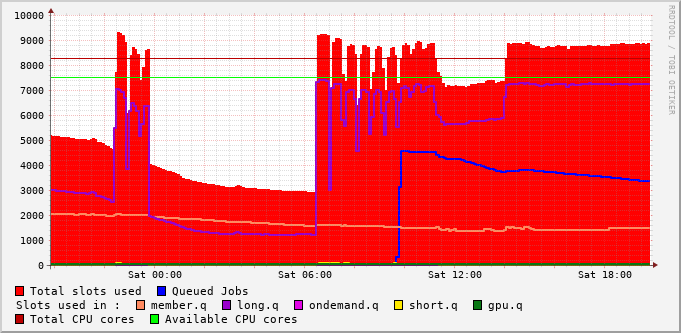 10000
9000
8000
7000
6000
5000
4000
3000
2000
1000
0
Sat 00:00 Sat 06:00 Sat 12:00 Sat 18:00
Total slots used Queued Jobs
Slots used in : member.q long.q ondemand.q short.q gpu.q
Total CPU cores Available CPU cores
RRDTOOL / TOBI OETIKER